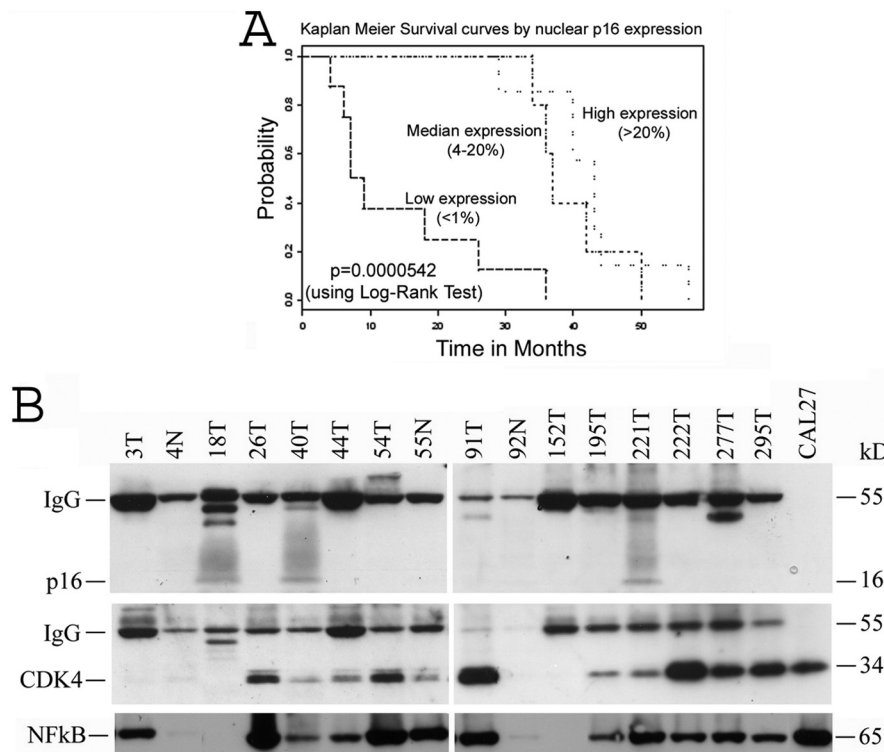 A
Kaplan Meier Survival curves by nuclear p16 expression
Probability
1.0
0.8
0.6
0.4
0.2
0.0
High expression
(>20%)
Median expression
(4-20%)
Low expression
(<1%)
p=0.0000542
(using Log-Rank Test)
0 10 20 30 40 50
Time in Months
B
3T 4N 18T 26T 40T 44T 54T 55N 91T 92N 152T 195T 221T 222T 277T 295T CAL27
kD
IgG 55
p16 16
IgG 55
CDK4 34
NFkB 65